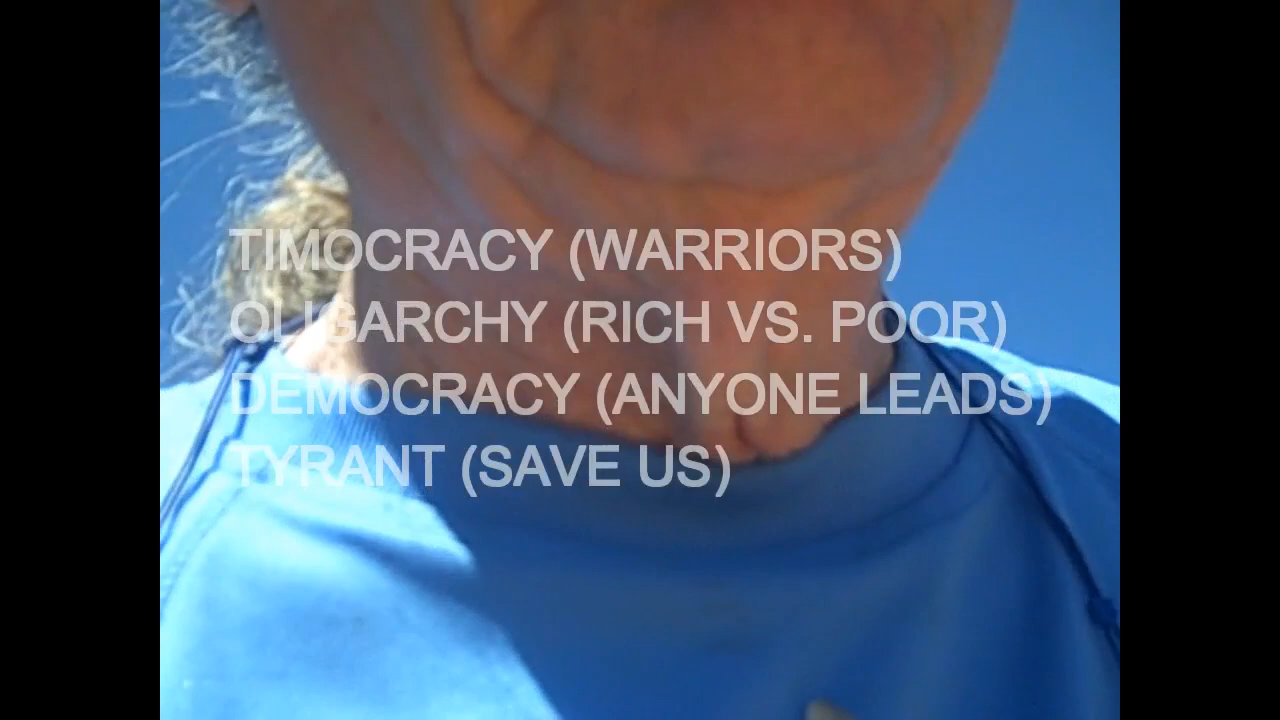 TIMOCRACY (WARRIORS)
OLIGARCHY (RICH VS. POOR)
DEMOCRACY (ANYONE LEADS)
TYRANT (SAVE US)